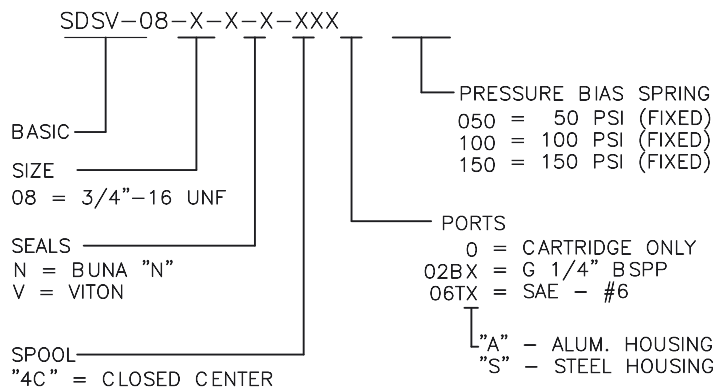 SDSV-08-X-X-X-XXX
PRESSURE BIAS SPRING
050 = 50 PSI (FIXED)
100 = 100 PSI (FIXED)
150 = 150 PSI (FIXED)
BASIC
SIZE
08 = 3/4"-16 UNF
PORTS
0 = CARTRIDGE ONLY
02BX = G 1/4" BSPP
06TX = SAE - #6
"A" - ALUM. HOUSING
"S" - STEEL HOUSING
SEALS
N = BUNA "N"
V = VITON
SPOOL
"4C" = CLOSED CENTER